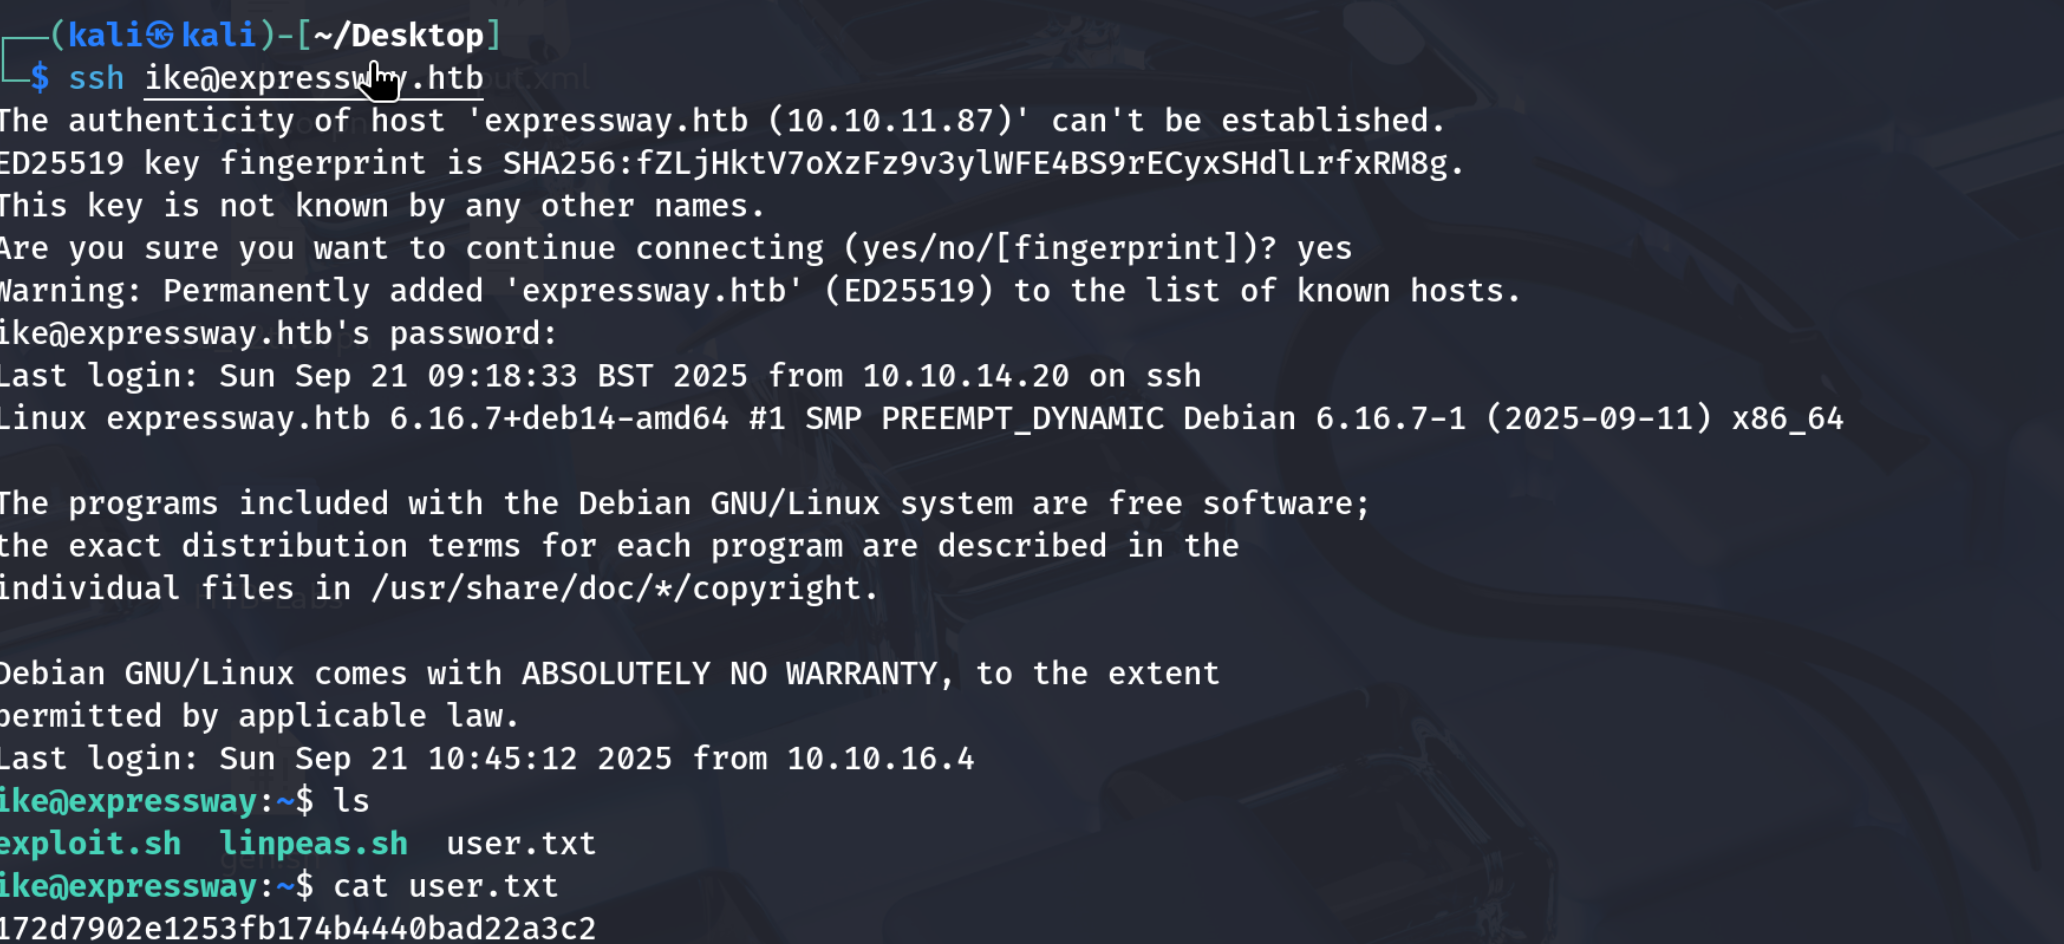 (kali㉿kali)-[~/Desktop]
$ ssh ike@expressway.htb
The authenticity of host 'expressway.htb (10.10.11.87)' can't be established.
ED25519 key fingerprint is SHA256:fZLjHktV7oXzFz9v3ylWFE4BS9rECyxSHdlLrfxRM8g.
This key is not known by any other names.
Are you sure you want to continue connecting (yes/no/[fingerprint])? yes
Warning: Permanently added 'expressway.htb' (ED25519) to the list of known hosts.
ike@expressway.htb's password:
Last login: Sun Sep 21 09:18:33 BST 2025 from 10.10.14.20 on ssh
Linux expressway.htb 6.16.7+deb14-amd64 #1 SMP PREEMPT_DYNAMIC Debian 6.16.7-1 (2025-09-11) x86_64
The programs included with the Debian GNU/Linux system are free software;
the exact distribution terms for each program are described in the
individual files in /usr/share/doc/*/copyright.
Debian GNU/Linux comes with ABSOLUTELY NO WARRANTY, to the extent
permitted by applicable law.
Last login: Sun Sep 21 10:45:12 2025 from 10.10.16.4
ike@expressway:~$ ls
exploit.sh  linpeas.sh  user.txt
ike@expressway:~$ cat user.txt
172d7902e1253fb174b4440bad22a3c2